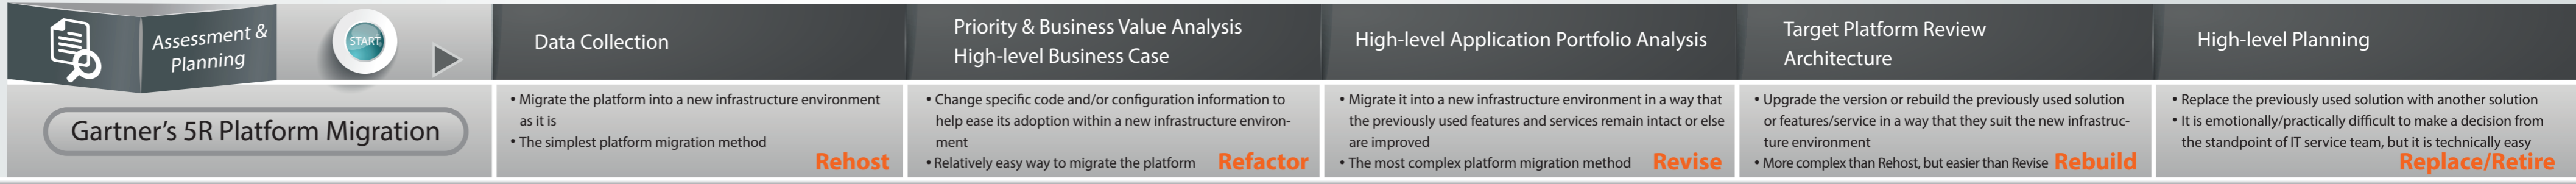 Assessment &
Planning
START
Data Collection
Priority & Business Value Analysis
High-level Business Case
High-level Application Portfolio Analysis
Target Platform Review
Architecture
High-level Planning
Gartner's 5R Platform Migration
• Migrate the platform into a new infrastructure environment
as it is
• The simplest platform migration method
Rehost
• Change specific code and/or configuration information to
help ease its adoption within a new infrastructure environ-
ment
• Relatively easy way to migrate the platform
Refactor
• Migrate it into a new infrastructure environment in a way that
the previously used features and services remain intact or else
are improved
• The most complex platform migration method
Revise
• Upgrade the version or rebuild the previously used solution
or features/service in a way that they suit the new infrastruc-
ture environment
• More complex than Rehost, but easier than Revise
Rebuild
• Replace the previously used solution with another solution
• It is emotionally/practically difficult to make a decision from
the standpoint of IT service team, but it is technically easy
Replace/Retire